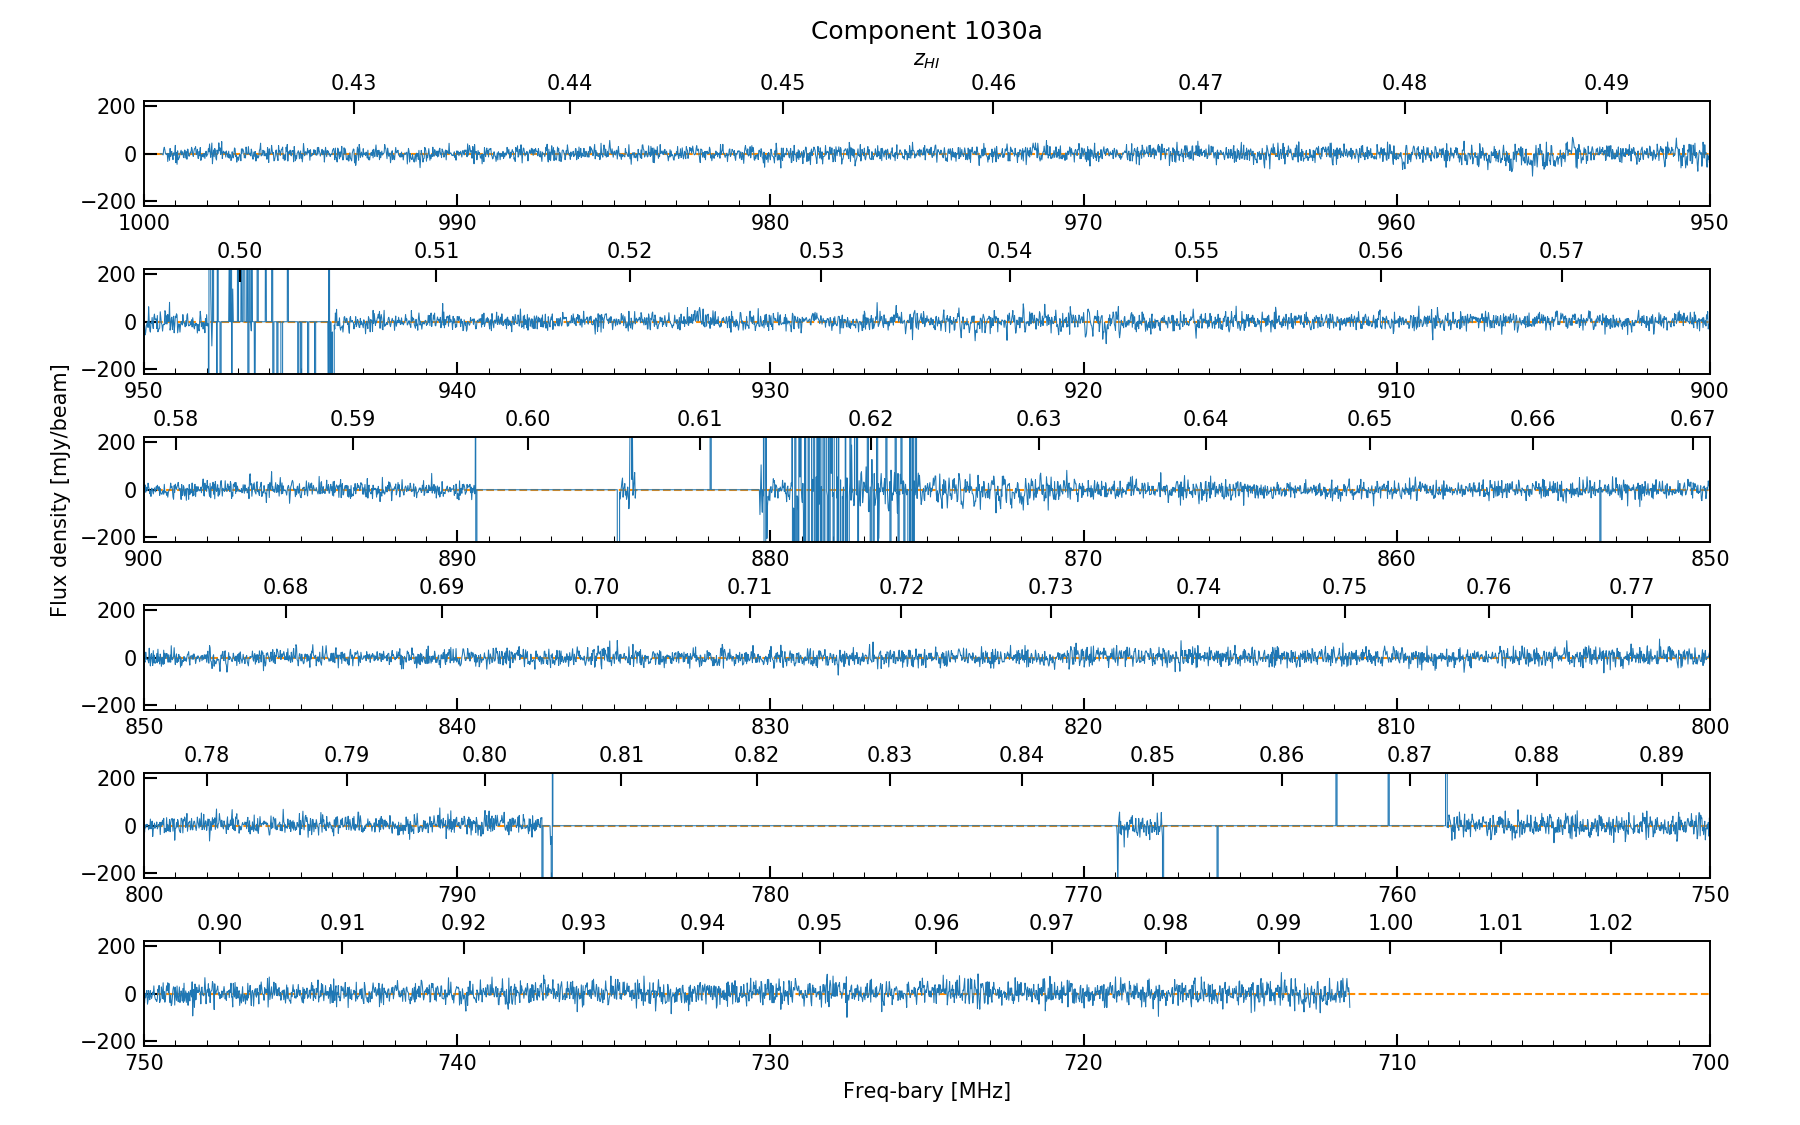 Component 1030a
z_HI
0.43 0.44 0.45 0.46 0.47 0.48 0.49
200
0
−200
1000 990 980 970 960 950
0.50 0.51 0.52 0.53 0.54 0.55 0.56 0.57
200
0
−200
950 940 930 920 910 900
0.58 0.59 0.60 0.61 0.62 0.63 0.64 0.65 0.66 0.67
200
0
−200
900 890 880 870 860 850
Flux density [mJy/beam]
0.68 0.69 0.70 0.71 0.72 0.73 0.74 0.75 0.76 0.77
200
0
−200
850 840 830 820 810 800
0.78 0.79 0.80 0.81 0.82 0.83 0.84 0.85 0.86 0.87 0.88 0.89
200
0
−200
800 790 780 770 760 750
0.90 0.91 0.92 0.93 0.94 0.95 0.96 0.97 0.98 0.99 1.00 1.01 1.02
200
0
−200
750 740 730 720 710 700
Freq-bary [MHz]